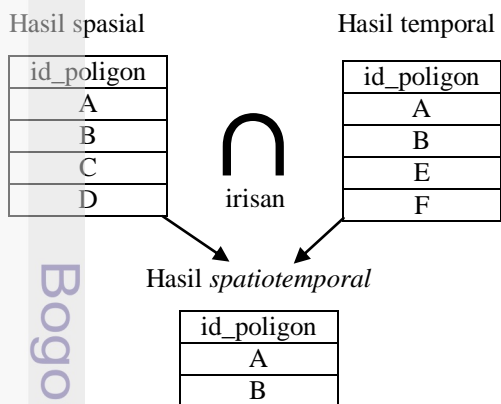 Hasil spasial
id_poligon
A
B
C
D
irisan
Hasil temporal
id_poligon
A
B
E
F
Hasil spatiotemporal
id_poligon
A
B
Bogo